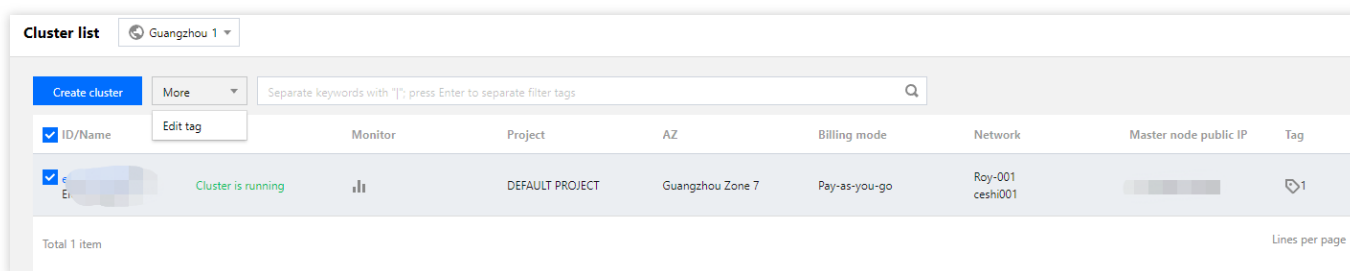 Cluster list Guangzhou 1
Create cluster More Separate keywords with "|"; press Enter to separate filter tags
Edit tag
ID/Name Monitor Project AZ Billing mode Network Master node public IP Tag
Cluster is running DEFAULT PROJECT Guangzhou Zone 7 Pay-as-you-go Roy-001 1
ceshi001
Total 1 item Lines per page